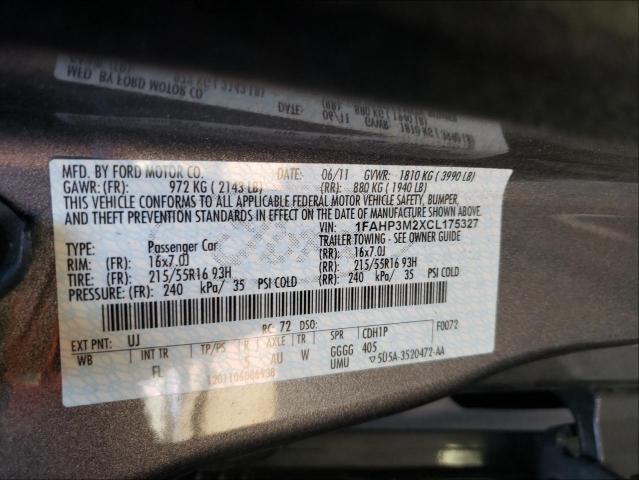 MFD. BY FORD MOTOR CO. DATE: 06/11 GVWR: 1810 KG ( 3990 LB)
GAWR: (FR): 972 KG ( 2143 LB) (RR): 880 KG ( 1940 LB)
THIS VEHICLE CONFORMS TO ALL APPLICABLE FEDERAL MOTOR VEHICLE SAFETY, BUMPER,
AND THEFT PREVENTION STANDARDS IN EFFECT ON THE DATE OF MANUFACTURE SHOWN ABOVE.
VIN: 1FAHP3M2XCL175327
TYPE: Passenger Car TRAILER TOWING - SEE OWNER GUIDE
RIM: (FR): 16x7.0J (RR): 16x7.0J
TIRE: (FR): 215/55R16 93H (RR): 215/55R16 93H
PRESSURE: (FR): 240 kPa/ 35 PSI COLD (RR): 240 kPa/ 35 PSI COLD
RC: 72 DSO: F0072
EXT PNT: UJ
WB INT TR TP/PS R AXLE TR SPR CDH1P
FL 5 AU W GGGG 405
UMU ▽5U5A-3520472-AA